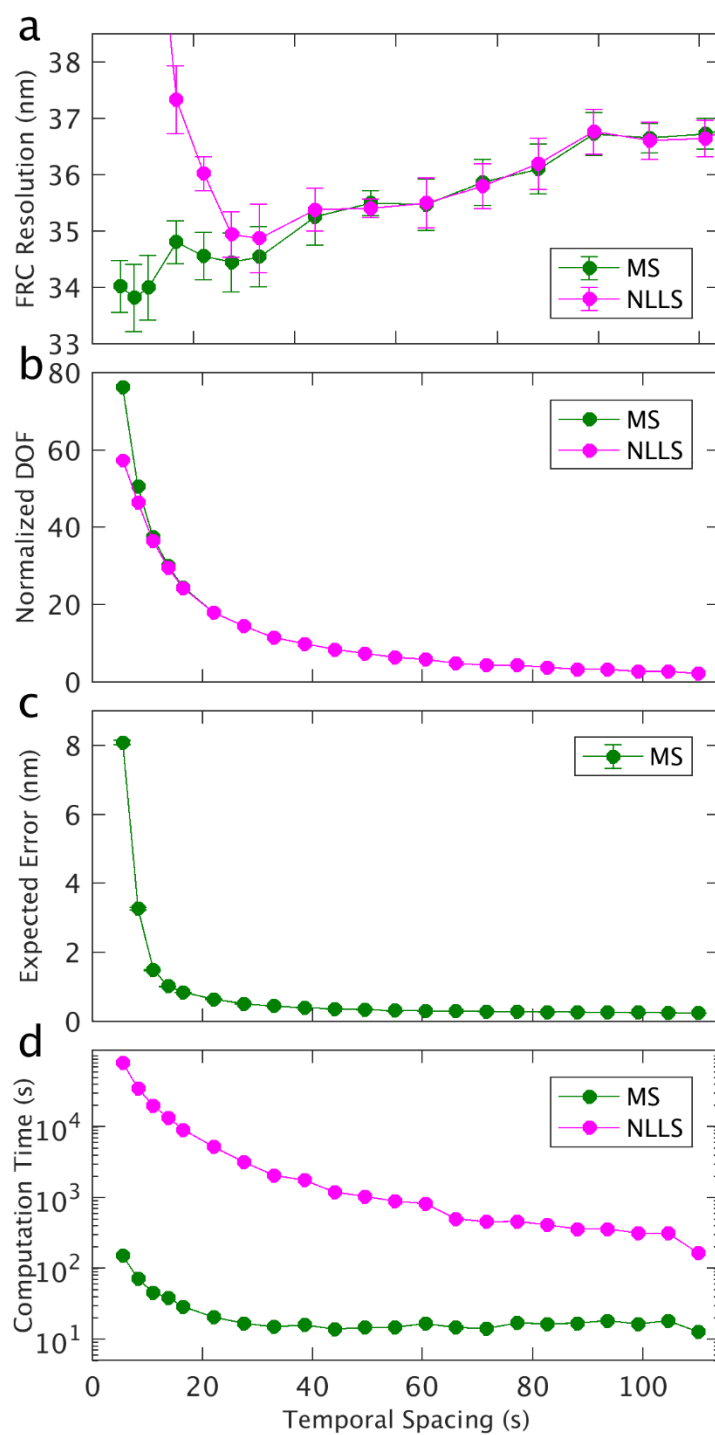 a
38
37
36
35
34
33
FRC Resolution (nm)
MS
NLLS
b
80
60
40
20
0
Normalized DOF
MS
NLLS
c
8
6
4
2
0
Expected Error (nm)
MS
d
10^4
10^3
10^2
10^1
Computation Time (s)
MS
NLLS
0 20 40 60 80 100
Temporal Spacing (s)